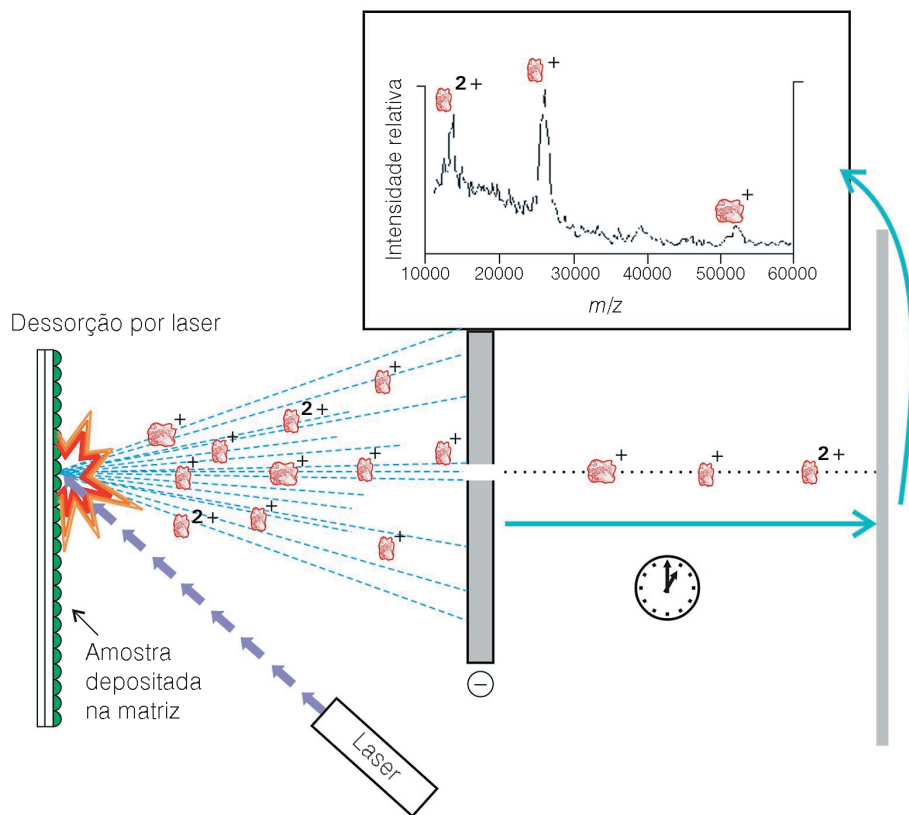 2+
+
+
Intensidade relativa
10000 20000 30000 40000 50000 60000
m/z
Dessorção por laser
+
2+
+
+
+
+
+
+
2+
+
+
+
+
2+
−
Amostra
depositada
na matriz
Laser